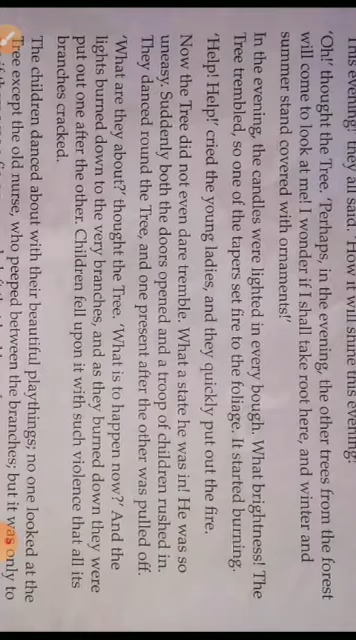 This evening!' they all said. 'How it will shine this evening!'
'Oh!' thought the Tree. 'Perhaps, in the evening, the other trees from the forest
will come to look at me! I wonder if I shall take root here, and winter and
summer stand covered with ornaments!'
In the evening, the candles were lighted in every bough. What brightness! The
Tree trembled, so one of the tapers set fire to the foliage. It started burning.
'Help! Help!' cried the young ladies, and they quickly put out the fire.
Now the Tree did not even dare tremble. What a state he was in! He was so
uneasy. Suddenly both the doors opened and a troop of children rushed in.
They danced round the Tree, and one present after the other was pulled off.
'What are they about?' thought the Tree. 'What is to happen now?' And the
lights burned down to the very branches, and as they burned down they were
put out one after the other. Children fell upon it with such violence that all its
branches cracked.
The children danced about with their beautiful playthings; no one looked at the
Tree except the old nurse, who peeped between the branches; but it was only to